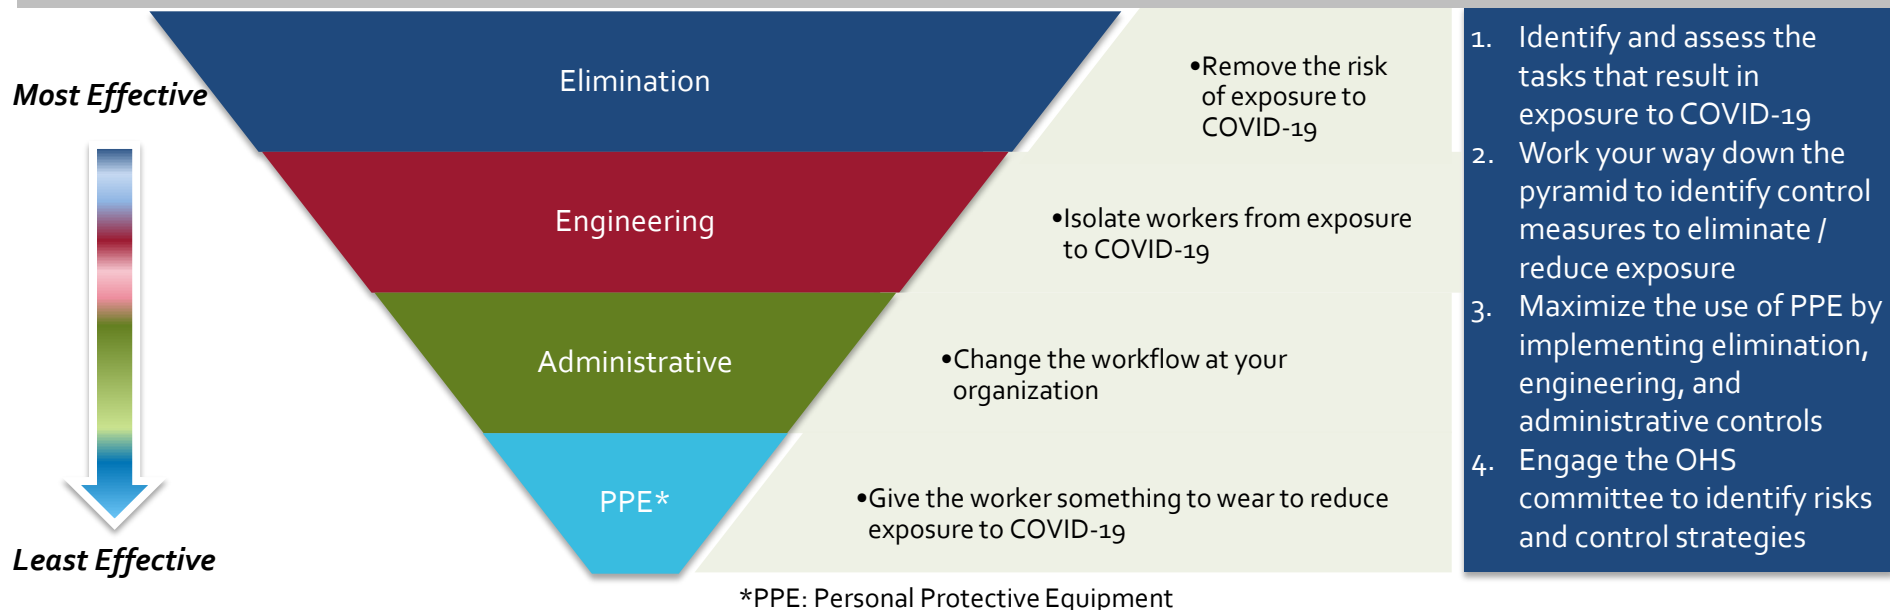 Most Effective
Least Effective
Elimination
•Remove the risk
of exposure to
COVID-19
Engineering
•Isolate workers from exposure
to COVID-19
Administrative
•Change the workflow at your
organization
PPE*
•Give the worker something to wear to reduce
exposure to COVID-19
*PPE: Personal Protective Equipment
1. Identify and assess the
tasks that result in
exposure to COVID-19
2. Work your way down the
pyramid to identify control
measures to eliminate /
reduce exposure
3. Maximize the use of PPE by
implementing elimination,
engineering, and
administrative controls
4. Engage the OHS
committee to identify risks
and control strategies